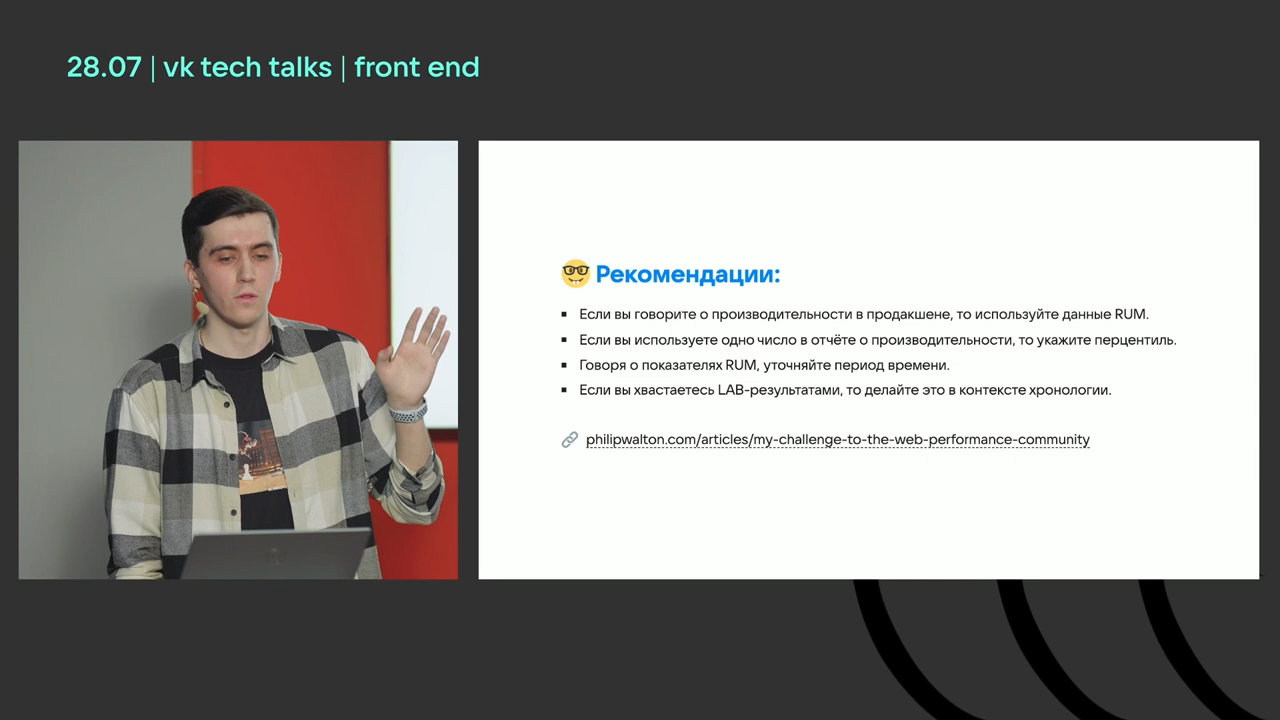 28.07 | vk tech talks | front end
🤓 Рекомендации:
▪ Если вы говорите о производительности в продакшене, то используйте данные RUM.
▪ Если вы используете одно число в отчёте о производительности, то укажите перцентиль.
▪ Говоря о показателях RUM, уточняйте период времени.
▪ Если вы хвастаетесь LAB-результатами, то делайте это в контексте хронологии.
🔗 philipwalton.com/articles/my-challenge-to-the-web-performance-community